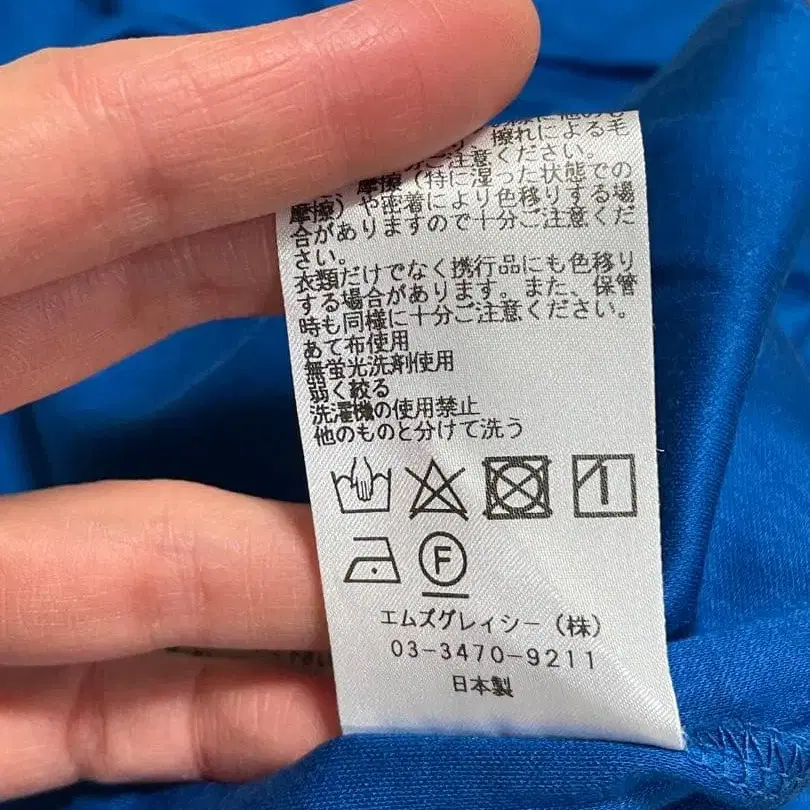 擦れによる毛
ご注意ください。
摩擦(特に湿った状態での
摩擦)や密着により色移りする場
合がありますので十分ご注意くだ
さい。
衣類だけでなく携行品にも色移り
する場合があります。また、保管
時も同様に十分ご注意ください。
あて布使用
無蛍光洗剤使用
弱く絞る
洗濯機の使用禁止
他のものと分けて洗う
F
エムズグレイシー(株)
03-3470-9211
日本製